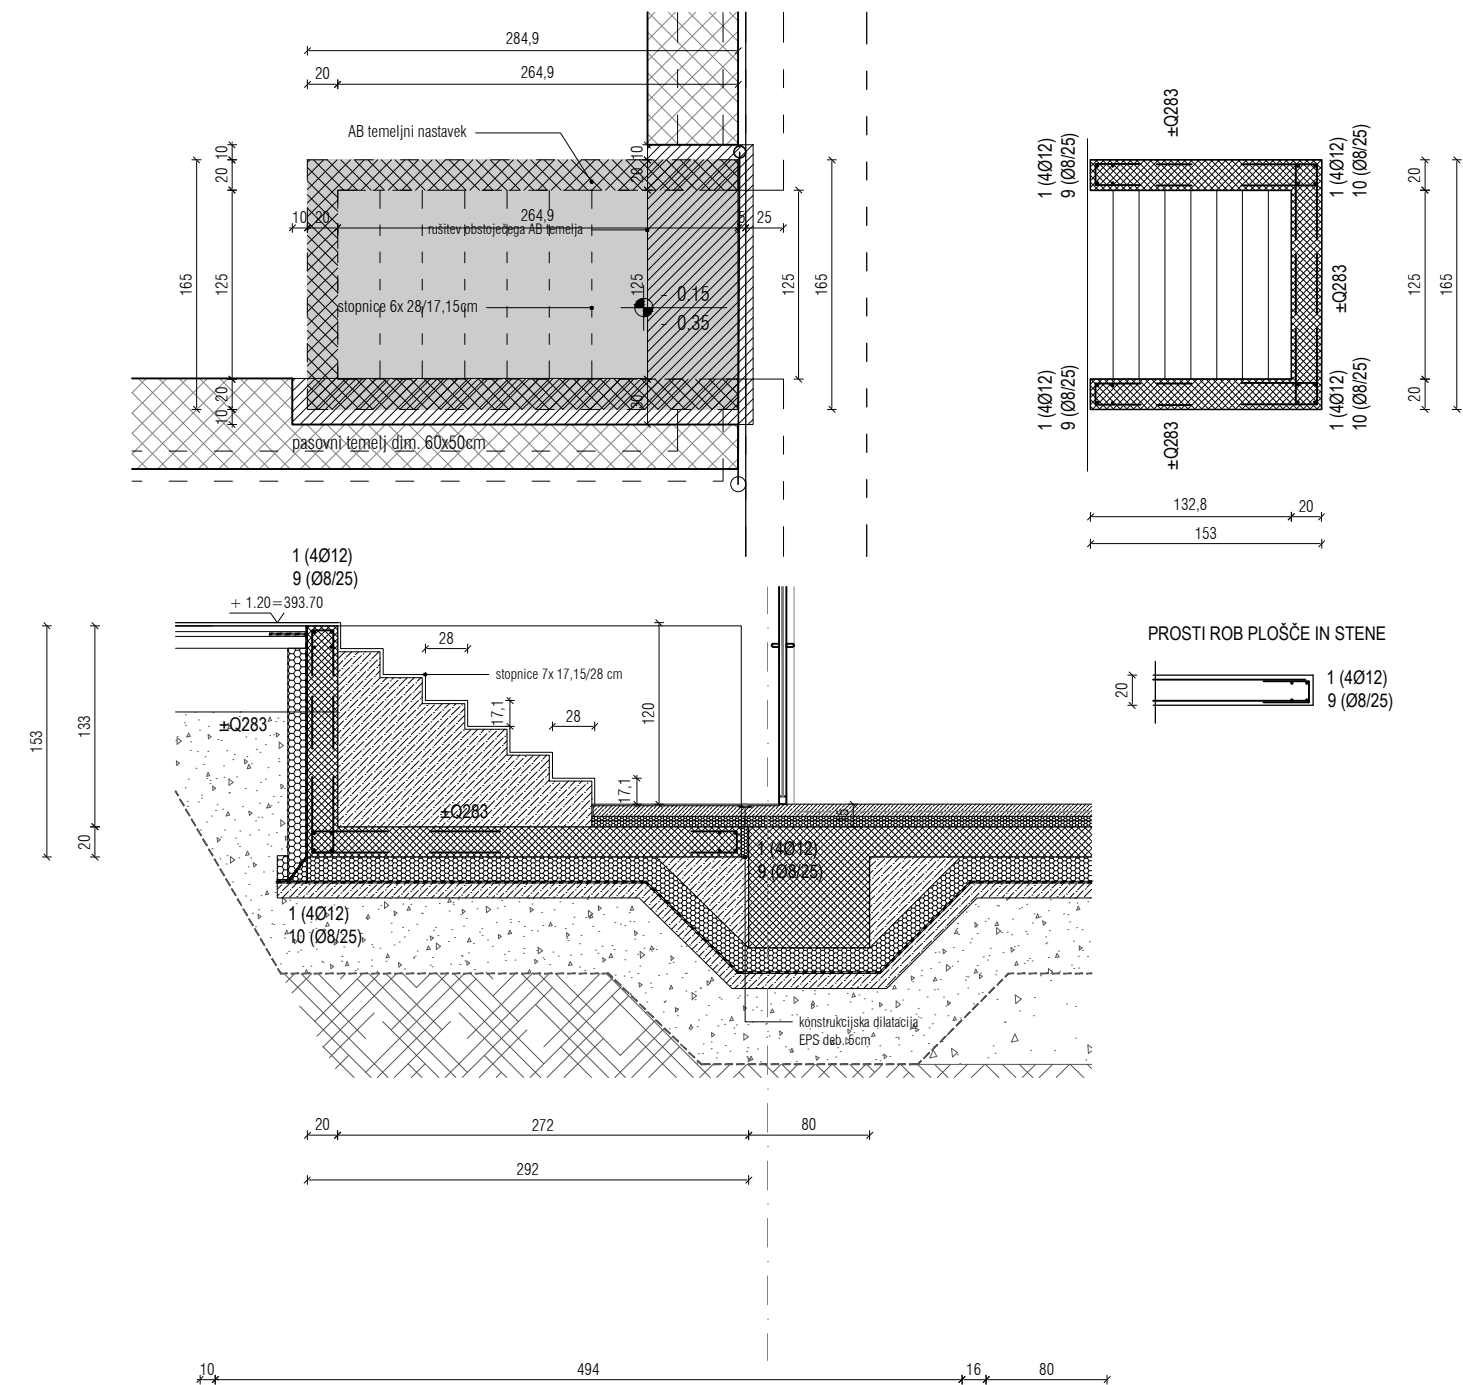 284,9
20
264,9
AB temeljni nastavek
10
20
10
20
10
20
264,9
5
25
rušitev obstoječega AB temelja
165
125
stopnice 6x 28/17,15cm
125
- 0.15
- 0.35
125
165
20
10
20
pasovni temelj dim. 60x50cm
±Q283
1 (4Ø12)
9 (Ø8/25)
1 (4Ø12)
10 (Ø8/25)
20
±Q283
125
165
1 (4Ø12)
9 (Ø8/25)
1 (4Ø12)
10 (Ø8/25)
20
±Q283
132,8
20
153
1 (4Ø12)
9 (Ø8/25)
+ 1.20=393.70
28
stopnice 7x 17,15/28 cm
17,1
28
120
17,1
153
133
20
±Q283
±Q283
15
1 (4Ø12)
9 (Ø8/25)
1 (4Ø12)
10 (Ø8/25)
konstrukcijska dilatacija
EPS deb. 5cm
PROSTI ROB PLOŠČE IN STENE
20
1 (4Ø12)
9 (Ø8/25)
20
272
80
292
10
494
16
80